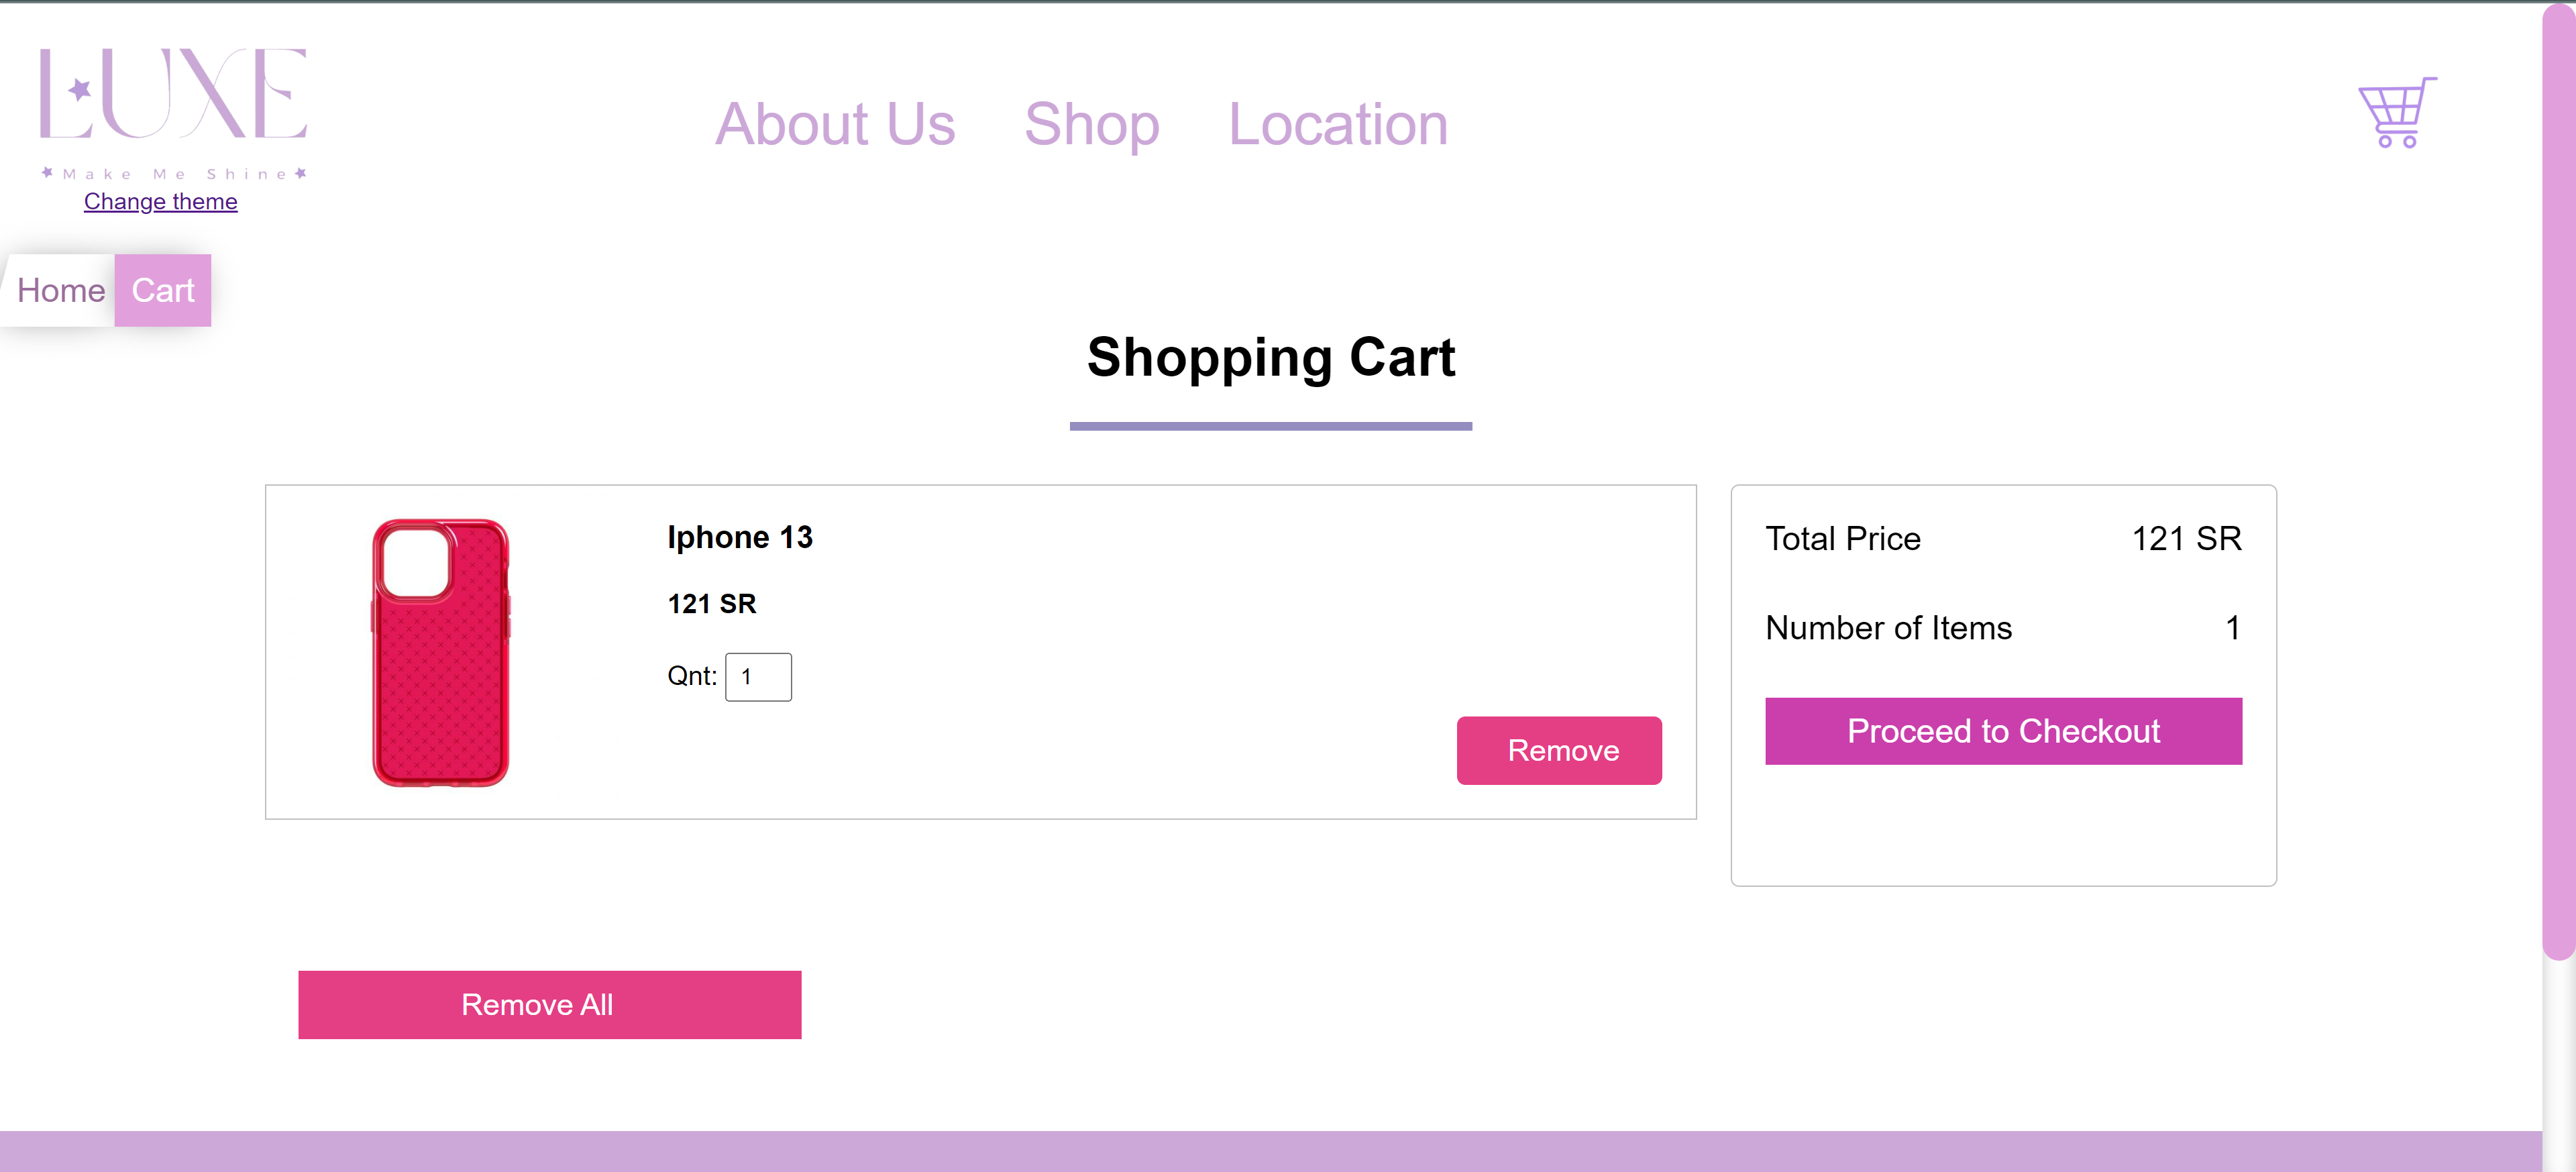 LUXE
Make Me Shine
Change theme
About Us
Shop
Location
Home
Cart
Shopping Cart
Iphone 13
121 SR
Qnt: 1
Remove
Total Price 121 SR
Number of Items 1
Proceed to Checkout
Remove All